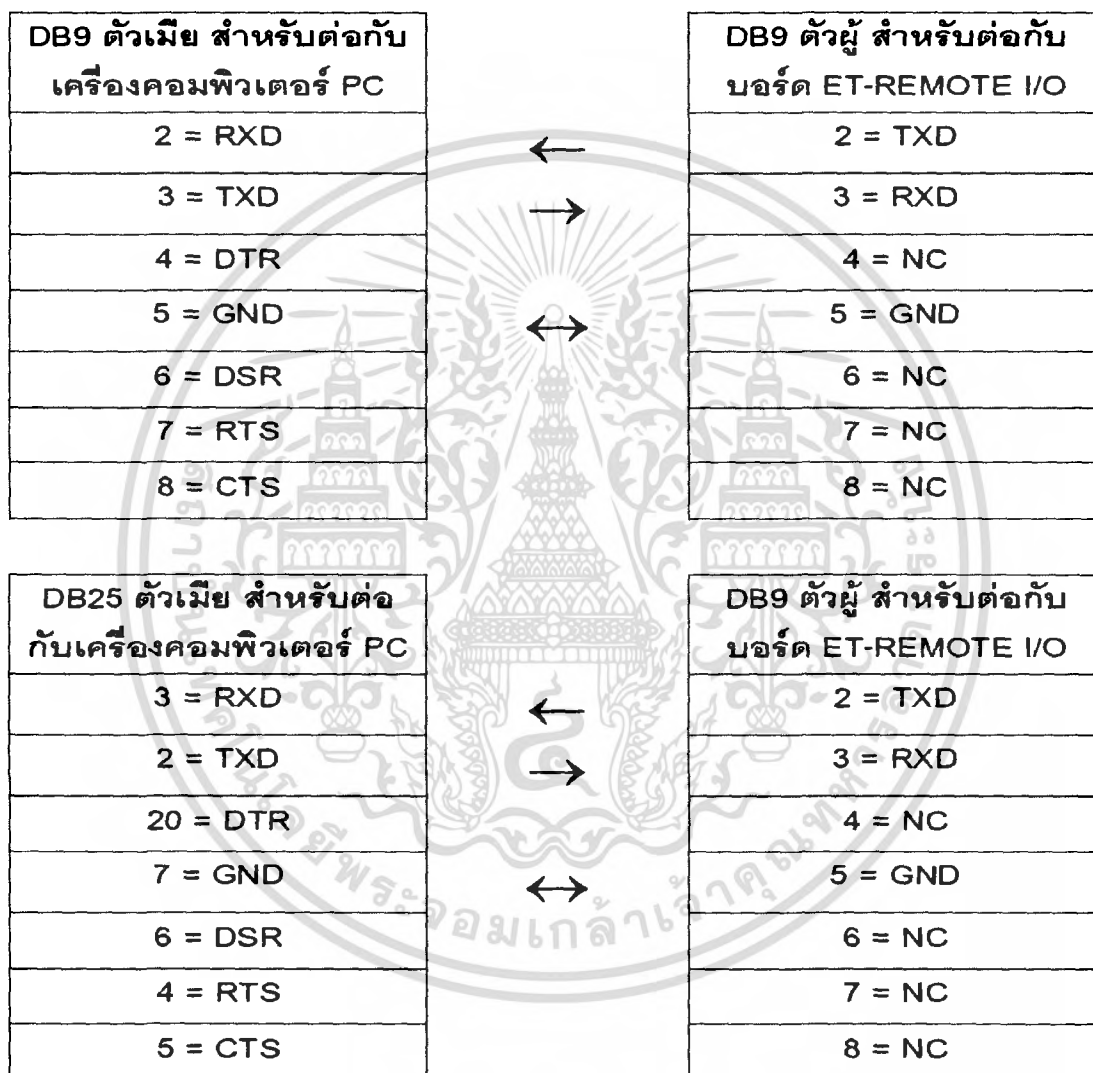 DB9 ตัวเมีย สำหรับต่อกับ
เครื่องคอมพิวเตอร์ PC
DB9 ตัวผู้ สำหรับต่อกับ
บอร์ด ET-REMOTE I/O
2 = RXD
←
2 = TXD
3 = TXD
→
3 = RXD
4 = DTR
4 = NC
5 = GND
↔
5 = GND
6 = DSR
6 = NC
7 = RTS
7 = NC
8 = CTS
8 = NC
DB25 ตัวเมีย สำหรับต่อ
กับเครื่องคอมพิวเตอร์ PC
DB9 ตัวผู้ สำหรับต่อกับ
บอร์ด ET-REMOTE I/O
3 = RXD
←
2 = TXD
2 = TXD
→
3 = RXD
20 = DTR
4 = NC
7 = GND
↔
5 = GND
6 = DSR
6 = NC
4 = RTS
7 = NC
5 = CTS
8 = NC